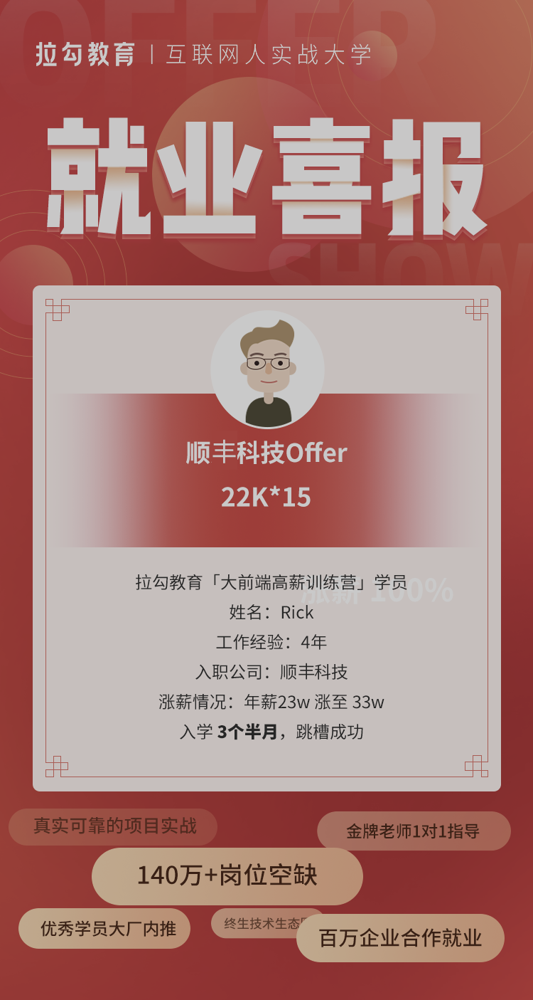 OFFER
拉勾教育 | 互联网人实战大学
就业喜报
SHOW
顺丰科技Offer
22K*15
涨薪 100%
拉勾教育「大前端高薪训练营」学员
姓名：Rick
工作经验：4年
入职公司：顺丰科技
涨薪情况：年薪23w 涨至 33w
入学 3个半月，跳槽成功
真实可靠的项目实战
金牌老师1对1指导
140万+岗位空缺
优秀学员大厂内推
终生技术生态
百万企业合作就业